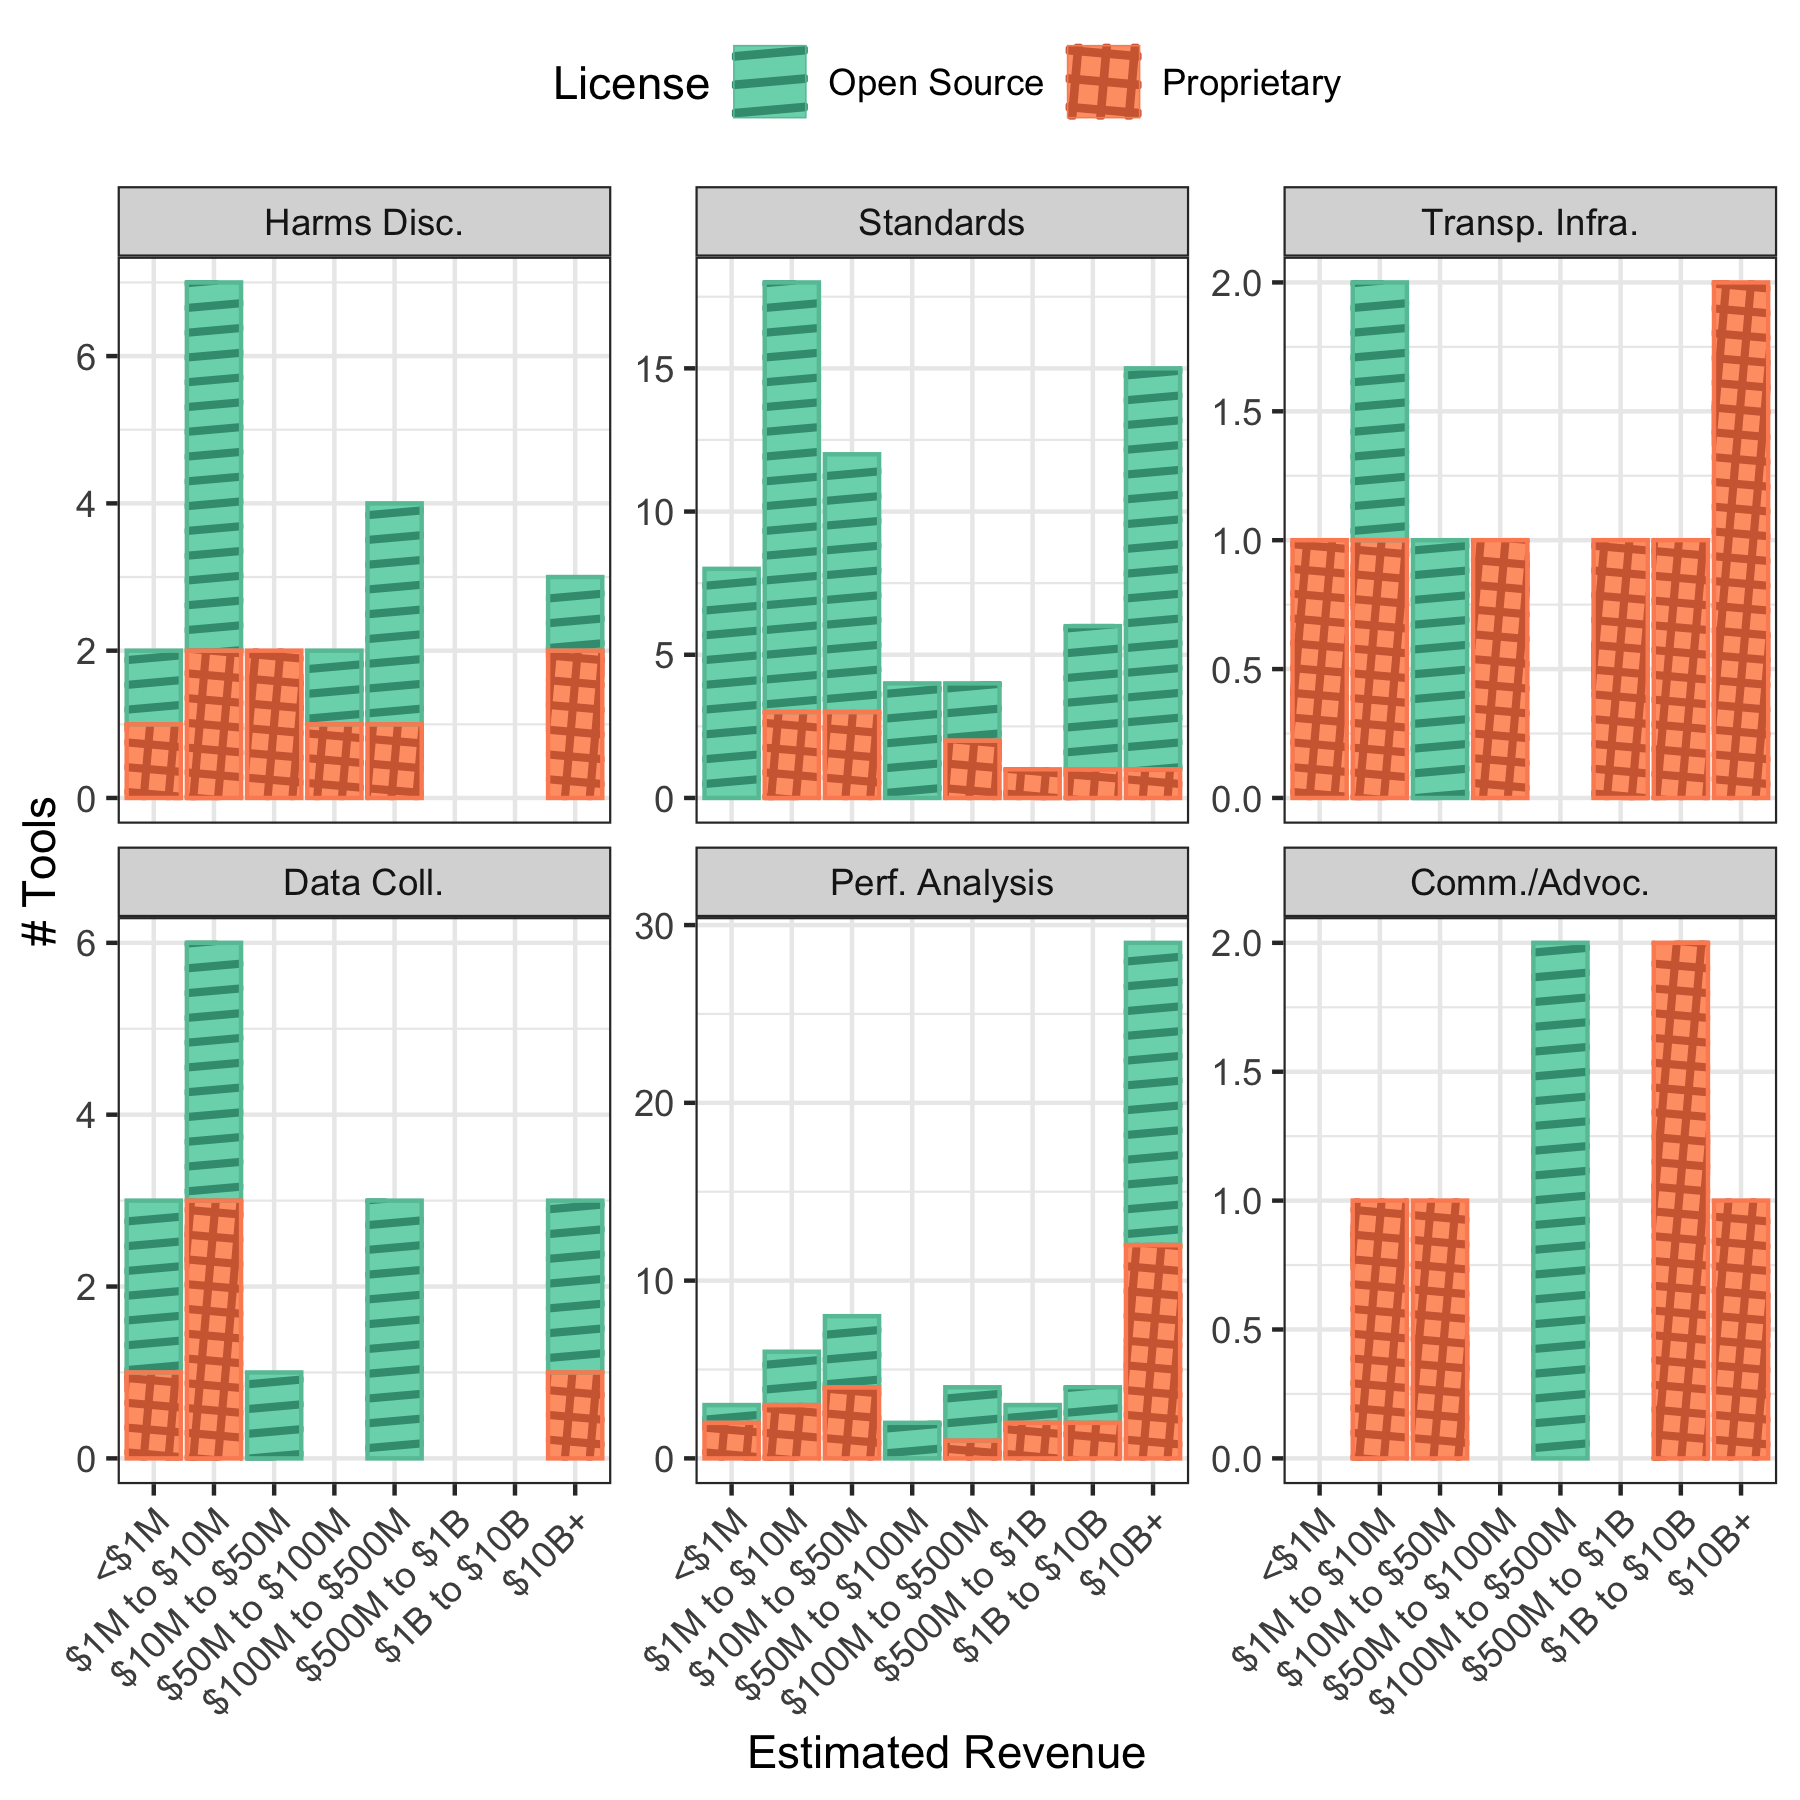 License Open Source Proprietary
Harms Disc. Standards Transp. Infra.
6
4
2
0
15
10
5
0
2.0
1.5
1.0
0.5
0.0
# Tools
Data Coll. Perf. Analysis Comm./Advoc.
6
4
2
0
30
20
10
0
2.0
1.5
1.0
0.5
0.0
<$1M
$1M to $10M
$10M to $50M
$50M to $100M
$100M to $500M
$500M to $1B
$1B to $10B
$10B+
<$1M
$1M to $10M
$10M to $50M
$50M to $100M
$100M to $500M
$500M to $1B
$1B to $10B
$10B+
<$1M
$1M to $10M
$10M to $50M
$50M to $100M
$100M to $500M
$500M to $1B
$1B to $10B
$10B+
Estimated Revenue